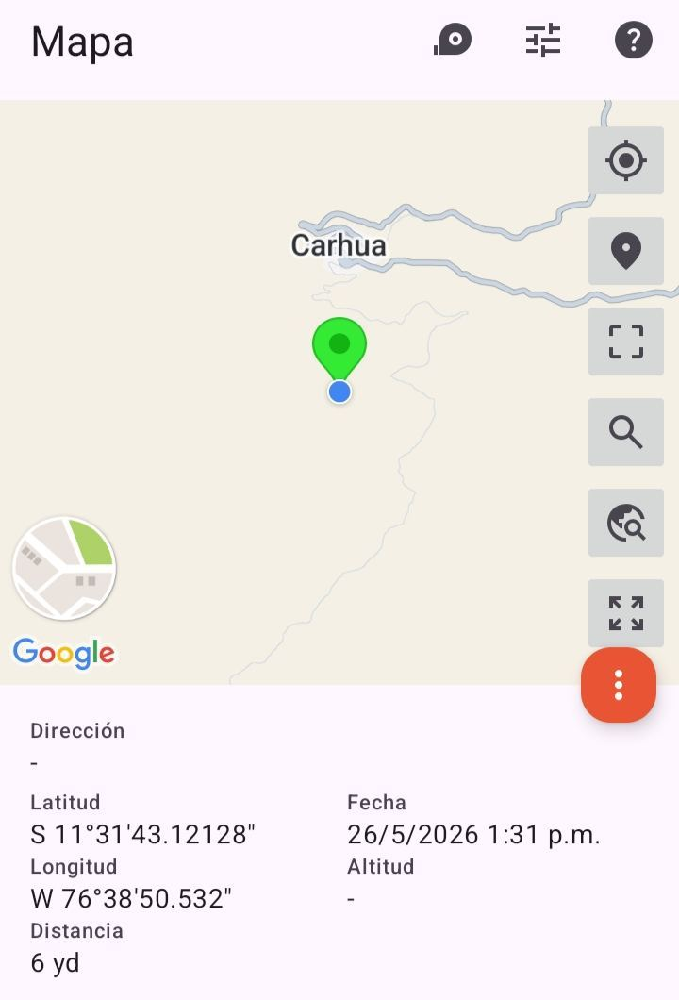 Mapa
Carhua
Google
Dirección
-
Latitud
S 11°31'43.12128"
Fecha
26/5/2026 1:31 p.m.
Longitud
W 76°38'50.532"
Altitud
-
Distancia
6 yd